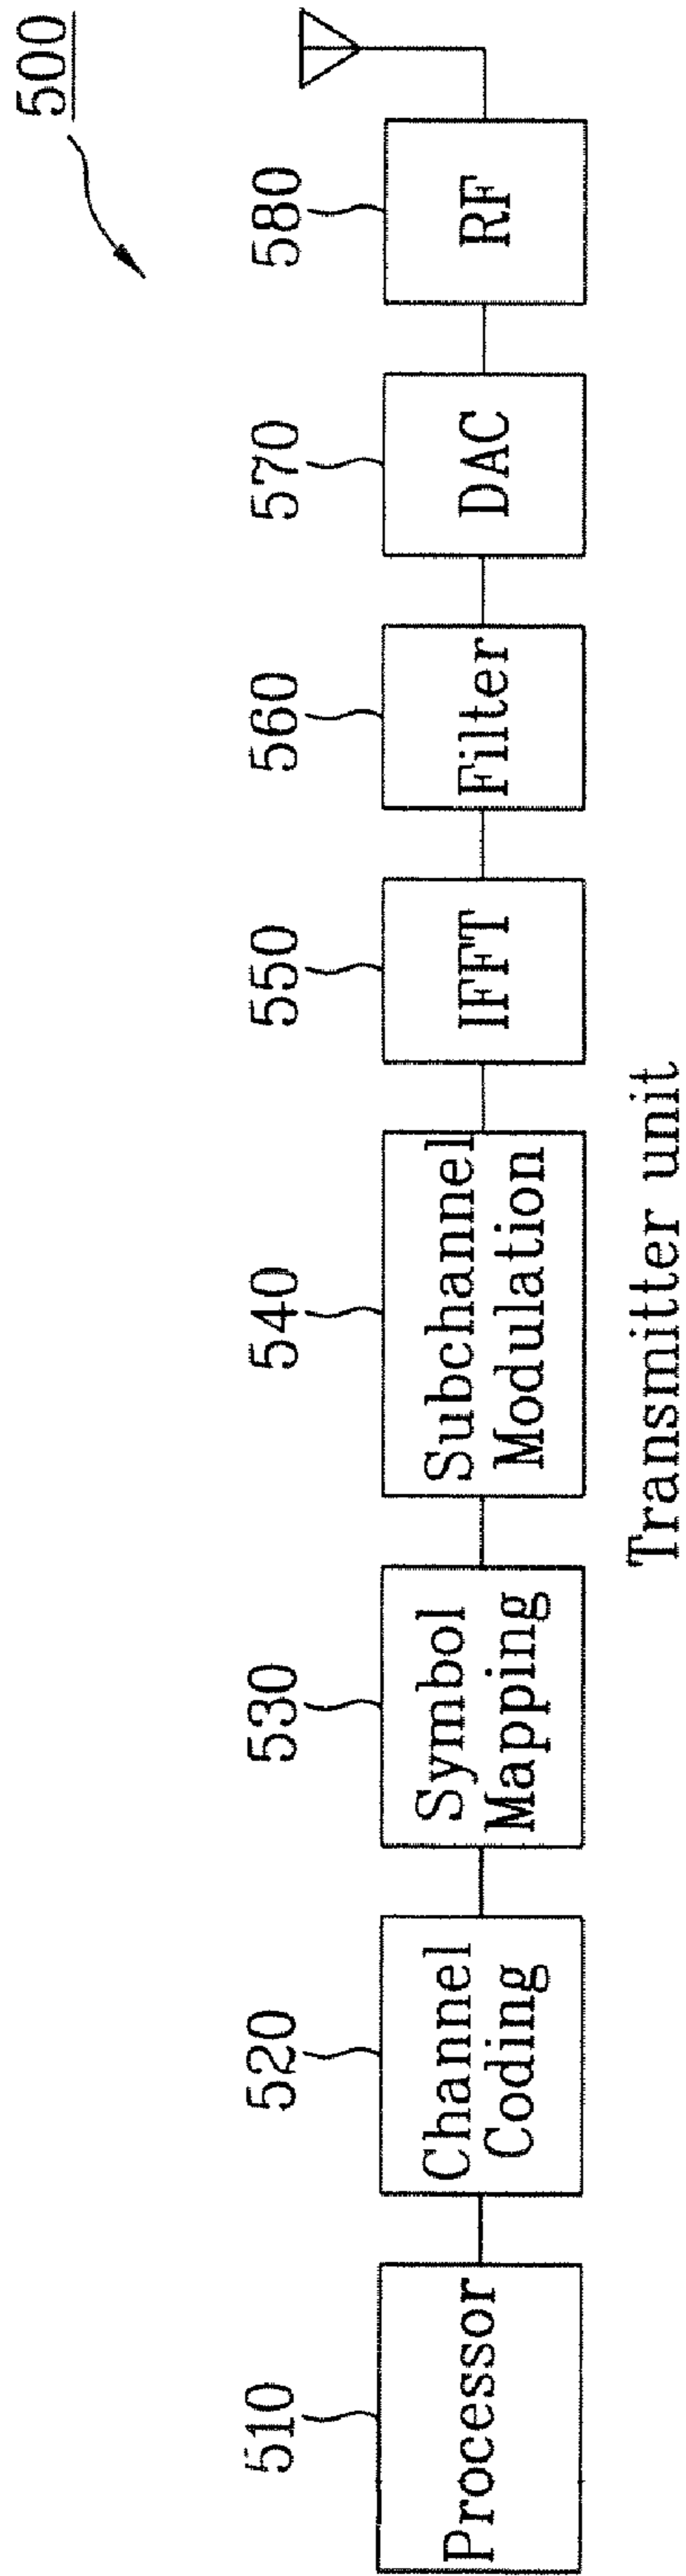 500
510
520
530
540
550
560
570
580
Processor
Channel
Coding
Symbol
Mapping
Subchannel
Modulation
IFFT
Filter
DAC
RF
Transmitter unit